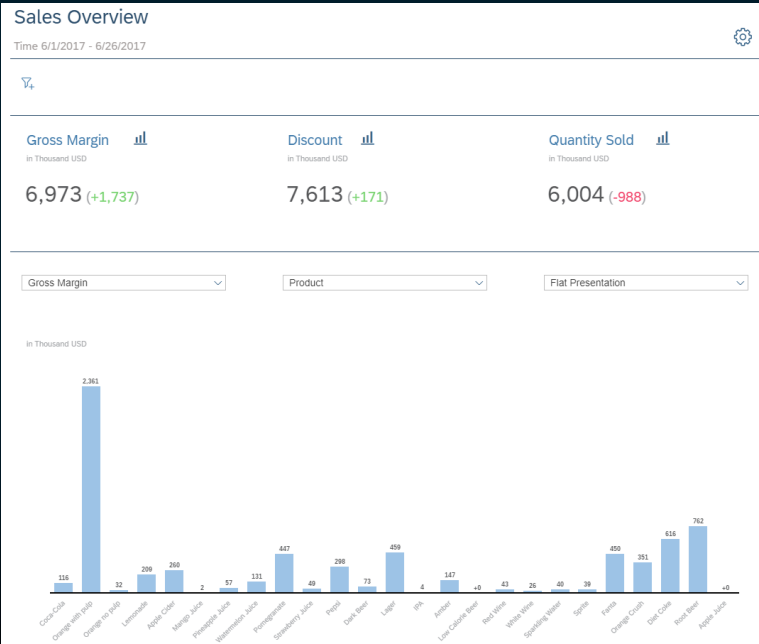 Sales Overview
Time 6/1/2017 - 6/26/2017
Gross Margin
in Thousand USD
6,973 (+1,737)
Discount
in Thousand USD
7,613 (+171)
Quantity Sold
in Thousand USD
6,004 (-988)
Gross Margin
Product
Flat Presentation
in Thousand USD
116
2,361
32
209
260
2
57
131
447
49
298
73
459
4
147
+0
43
26
40
39
450
351
616
762
+0
Coca-Cola
Orange with pulp
Orange no pulp
Lemonade
Apple Cider
Mango Juice
Pineapple Juice
Watermelon Juice
Pomegranate
Strawberry Juice
Pepsi
Dark Beer
Lager
IPA
Amber
Low Calorie Beer
Red Wine
White Wine
Sparkling Water
Sprite
Fanta
Orange Crush
Diet Coke
Root Beer
Apple Juice